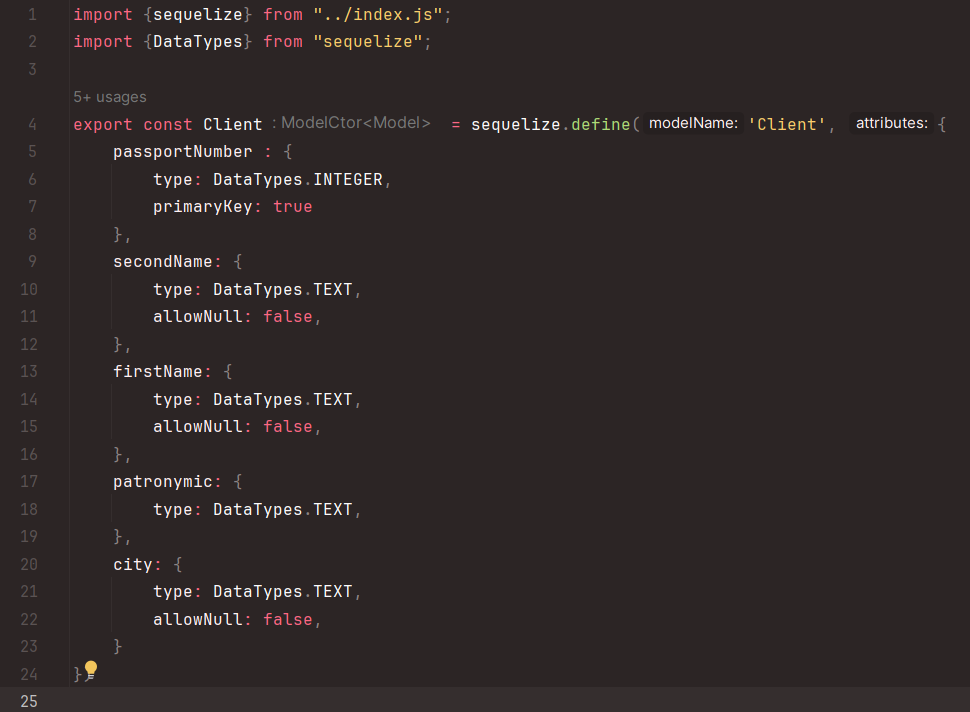 1 import {sequelize} from "../index.js";
2 import {DataTypes} from "sequelize";
3
5+ usages
4 export const Client : ModelCtor<Model> = sequelize.define( modelName: 'Client', attributes: {
5 passportNumber : {
6 type: DataTypes.INTEGER,
7 primaryKey: true
8 },
9 secondName: {
10 type: DataTypes.TEXT,
11 allowNull: false,
12 },
13 firstName: {
14 type: DataTypes.TEXT,
15 allowNull: false,
16 },
17 patronymic: {
18 type: DataTypes.TEXT,
19 },
20 city: {
21 type: DataTypes.TEXT,
22 allowNull: false,
23 }
24 })
25